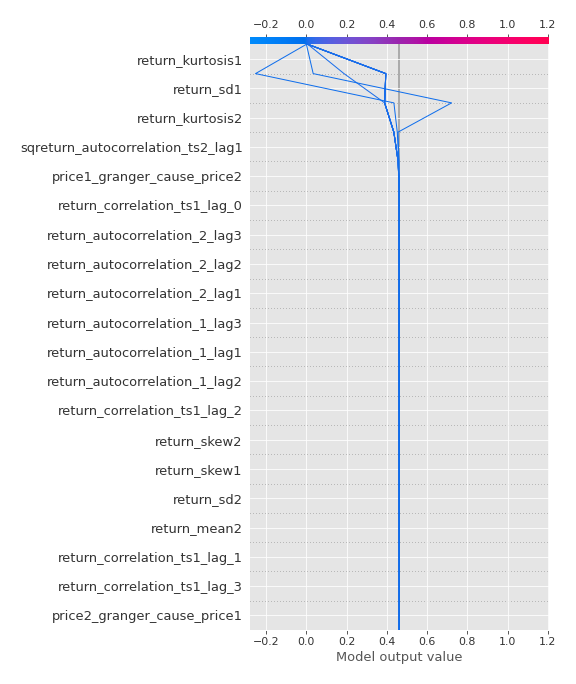 −0.2 0.0 0.2 0.4 0.6 0.8 1.0 1.2
return_kurtosis1
return_sd1
return_kurtosis2
sqreturn_autocorrelation_ts2_lag1
price1_granger_cause_price2
return_correlation_ts1_lag_0
return_autocorrelation_2_lag3
return_autocorrelation_2_lag2
return_autocorrelation_2_lag1
return_autocorrelation_1_lag3
return_autocorrelation_1_lag1
return_autocorrelation_1_lag2
return_correlation_ts1_lag_2
return_skew2
return_skew1
return_sd2
return_mean2
return_correlation_ts1_lag_1
return_correlation_ts1_lag_3
price2_granger_cause_price1
−0.2 0.0 0.2 0.4 0.6 0.8 1.0 1.2
Model output value